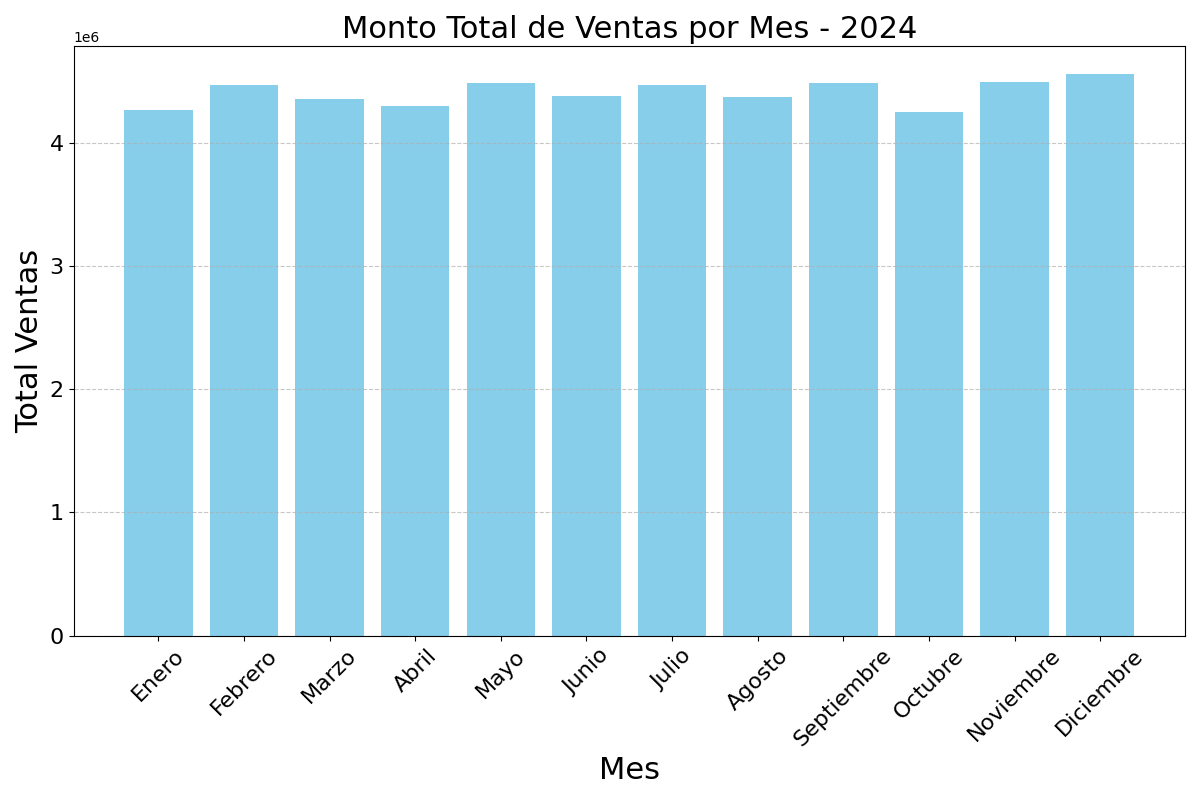 Monto Total de Ventas por Mes - 2024
1e6
4
3
2
1
0
Total Ventas
Enero
Febrero
Marzo
Abril
Mayo
Junio
Julio
Agosto
Septiembre
Octubre
Noviembre
Diciembre
Mes